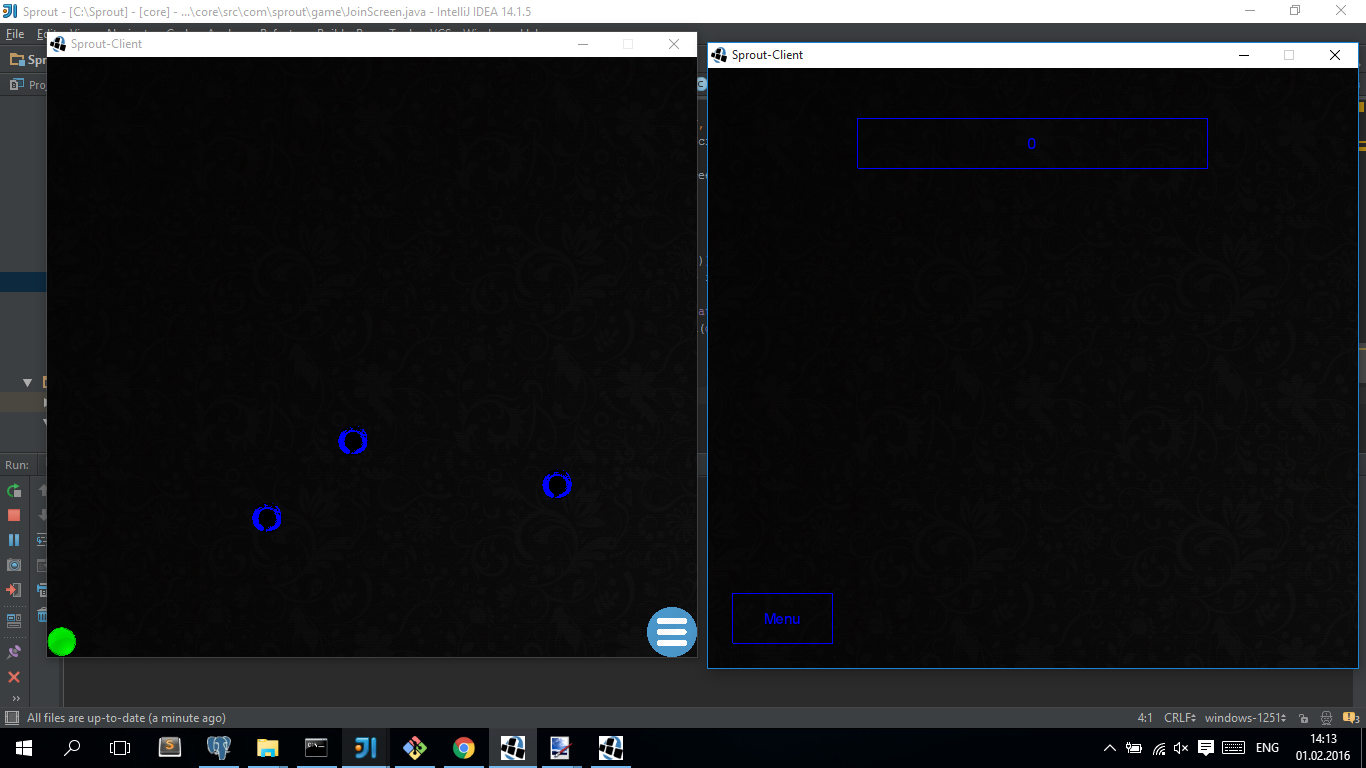 Sprout - [C:\Sprout] - [core] - ...\core\src\com\sprout\game\JoinScreen.java - IntelliJ IDEA 14.1.5
File
Sprout-Client
Sprout-Client
Spr
Proj
0
Menu
Run:
All files are up-to-date (a minute ago)
4:1 CRLF windows-1251
ENG
14:13
01.02.2016